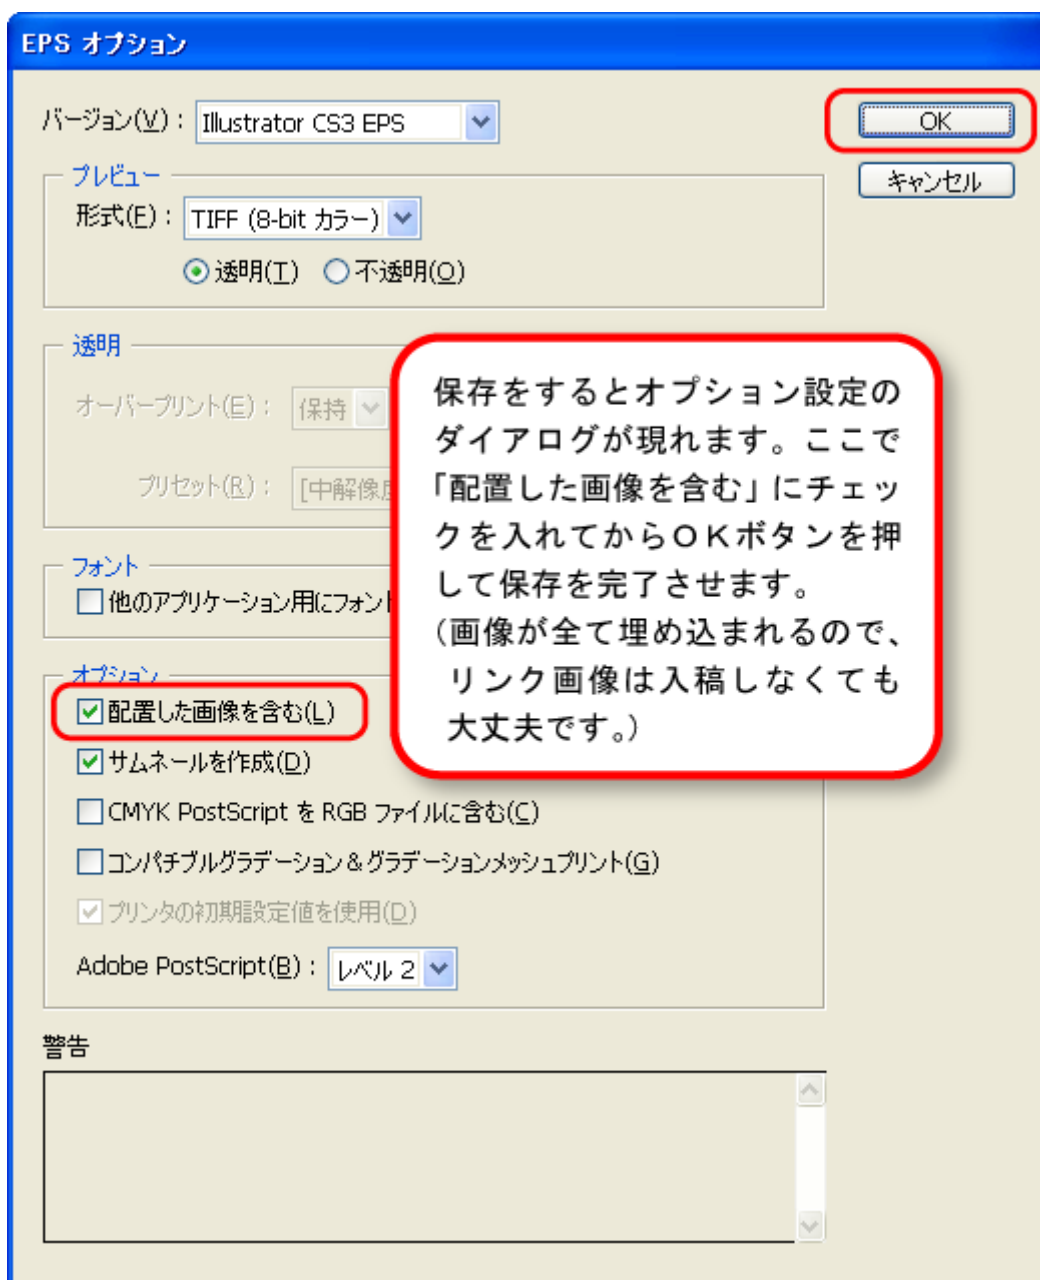 EPS オプション
バージョン(V)： Illustrator CS3 EPS
OK
キャンセル
プレビュー
形式(F)： TIFF (8-bit カラー)
透明(T) 不透明(O)
透明
オーバープリント(E)： 保持
プリセット(R)： [中解像度
保存をするとオプション設定の
ダイアログが現れます。ここで
「配置した画像を含む」にチェッ
クを入れてからＯＫボタンを押
して保存を完了させます。
（画像が全て埋め込まれるので、
リンク画像は入稿しなくても
大丈夫です。）
フォント
他のアプリケーション用にフォント
オプション
配置した画像を含む(L)
サムネールを作成(D)
CMYK PostScript を RGB ファイルに含む(C)
コンパチブルグラデーション＆グラデーションメッシュプリント(G)
プリンタの初期設定値を使用(D)
Adobe PostScript(B)： レベル 2
警告